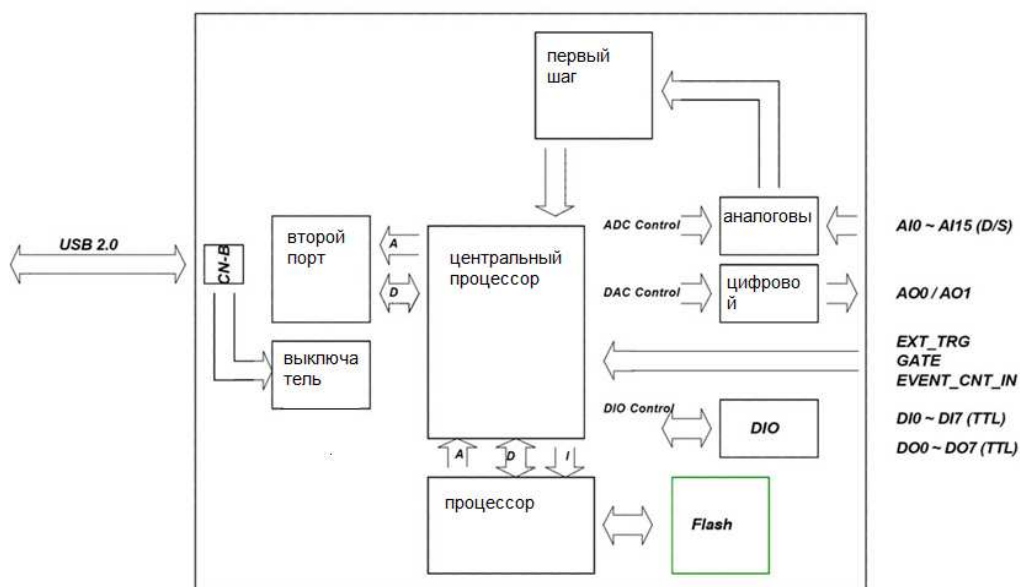 первый
шаг
USB 2.0
CN-B
второй
порт
A
D
центральный
процессор
ADC Control
аналоговы
AI0 ~ AI15 (D/S)
DAC Control
цифрово
й
AO0 / AO1
выключа
тель
EXT_TRG
GATE
EVENT_CNT_IN
DIO Control
DIO
DI0 ~ DI7 (TTL)
DO0 ~ DO7 (TTL)
A
D
I
процессор
Flash